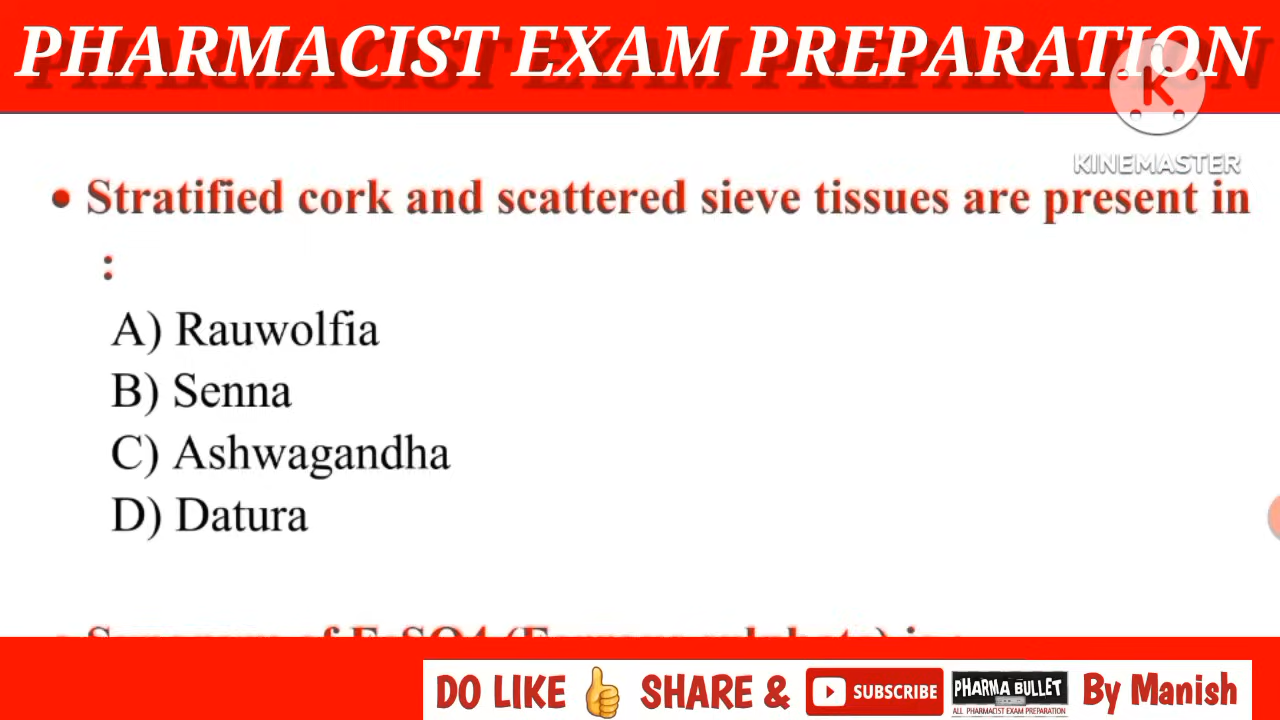 PHARMACIST EXAM PREPARATION
K
KINEMASTER
• Stratified cork and scattered sieve tissues are present in
:
A) Rauwolfia
B) Senna
C) Ashwagandha
D) Datura
DO LIKE 👍 SHARE & SUBSCRIBE PHARMA BULLET By Manish
ALL PHARMACIST EXAM PREPARATION